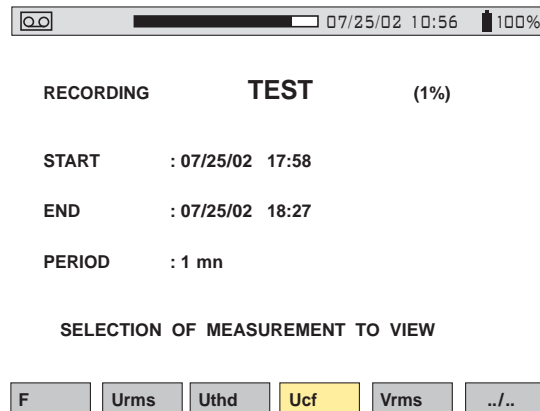 07/25/02 10:56 100%
RECORDING TEST (1%)
START : 07/25/02 17:58
END : 07/25/02 18:27
PERIOD : 1 mn
SELECTION OF MEASUREMENT TO VIEW
F Urms Uthd Ucf Vrms ../..